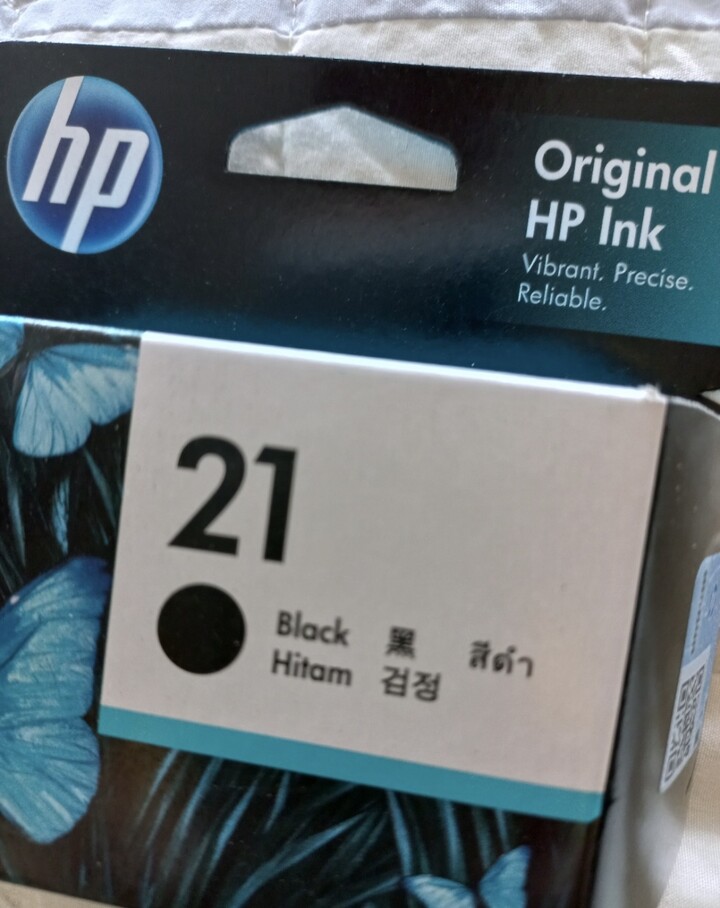 hp
Original
HP Ink
Vibrant. Precise.
Reliable.
21
Black 黑 สีดำ
Hitam 검정